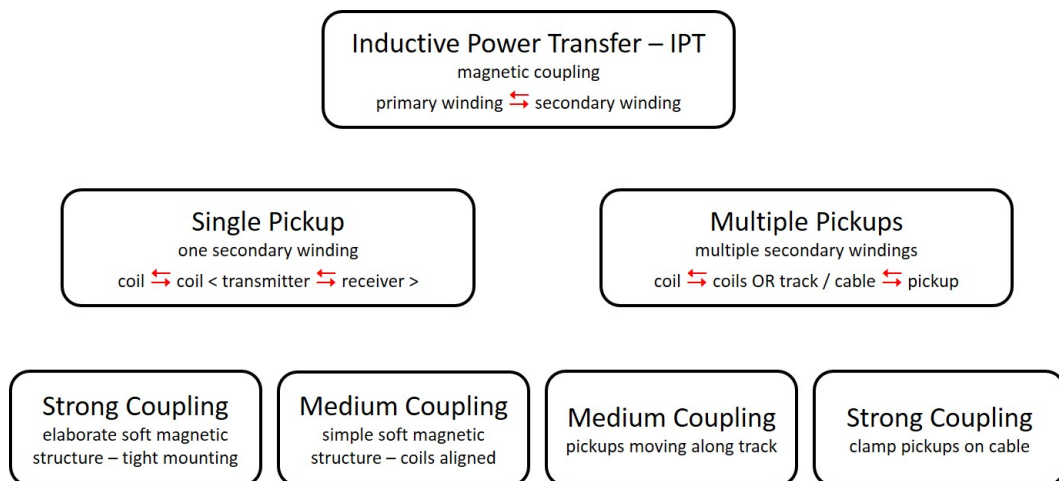 Inductive Power Transfer – IPT
magnetic coupling
primary winding ⇆ secondary winding
Single Pickup
one secondary winding
coil ⇆ coil < transmitter ⇆ receiver >
Multiple Pickups
multiple secondary windings
coil ⇆ coils OR track / cable ⇆ pickup
Strong Coupling
elaborate soft magnetic
structure – tight mounting
Medium Coupling
simple soft magnetic
structure – coils aligned
Medium Coupling
pickups moving along track
Strong Coupling
clamp pickups on cable